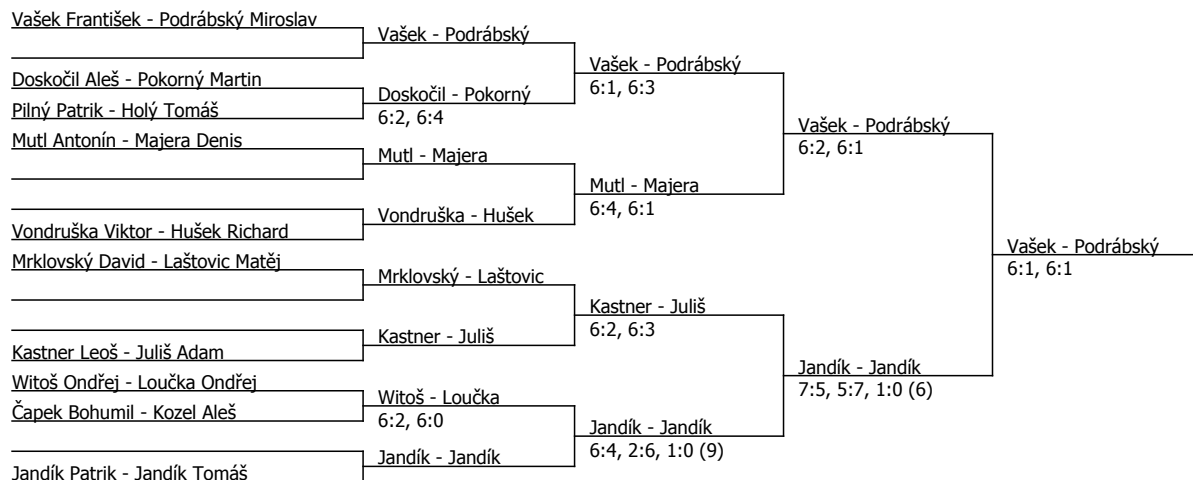 Vašek František - Podrábský Miroslav
Doskočil Aleš - Pokorný Martin
Pilný Patrik - Holý Tomáš
Mutl Antonín - Majera Denis
Vondruška Viktor - Hušek Richard
Mrklovský David - Laštovic Matěj
Kastner Leoš - Juliš Adam
Witoš Ondřej - Loučka Ondřej
Čapek Bohumil - Kozel Aleš
Jandík Patrik - Jandík Tomáš
Vašek - Podrábský
Doskočil - Pokorný
6:2, 6:4
Mutl - Majera
Vondruška - Hušek
Mrklovský - Laštovic
Kastner - Juliš
Witoš - Loučka
6:2, 6:0
Jandík - Jandík
Vašek - Podrábský
6:1, 6:3
Mutl - Majera
6:4, 6:1
Kastner - Juliš
6:2, 6:3
Jandík - Jandík
6:4, 2:6, 1:0 (9)
Vašek - Podrábský
6:2, 6:1
Jandík - Jandík
7:5, 5:7, 1:0 (6)
Vašek - Podrábský
6:1, 6:1